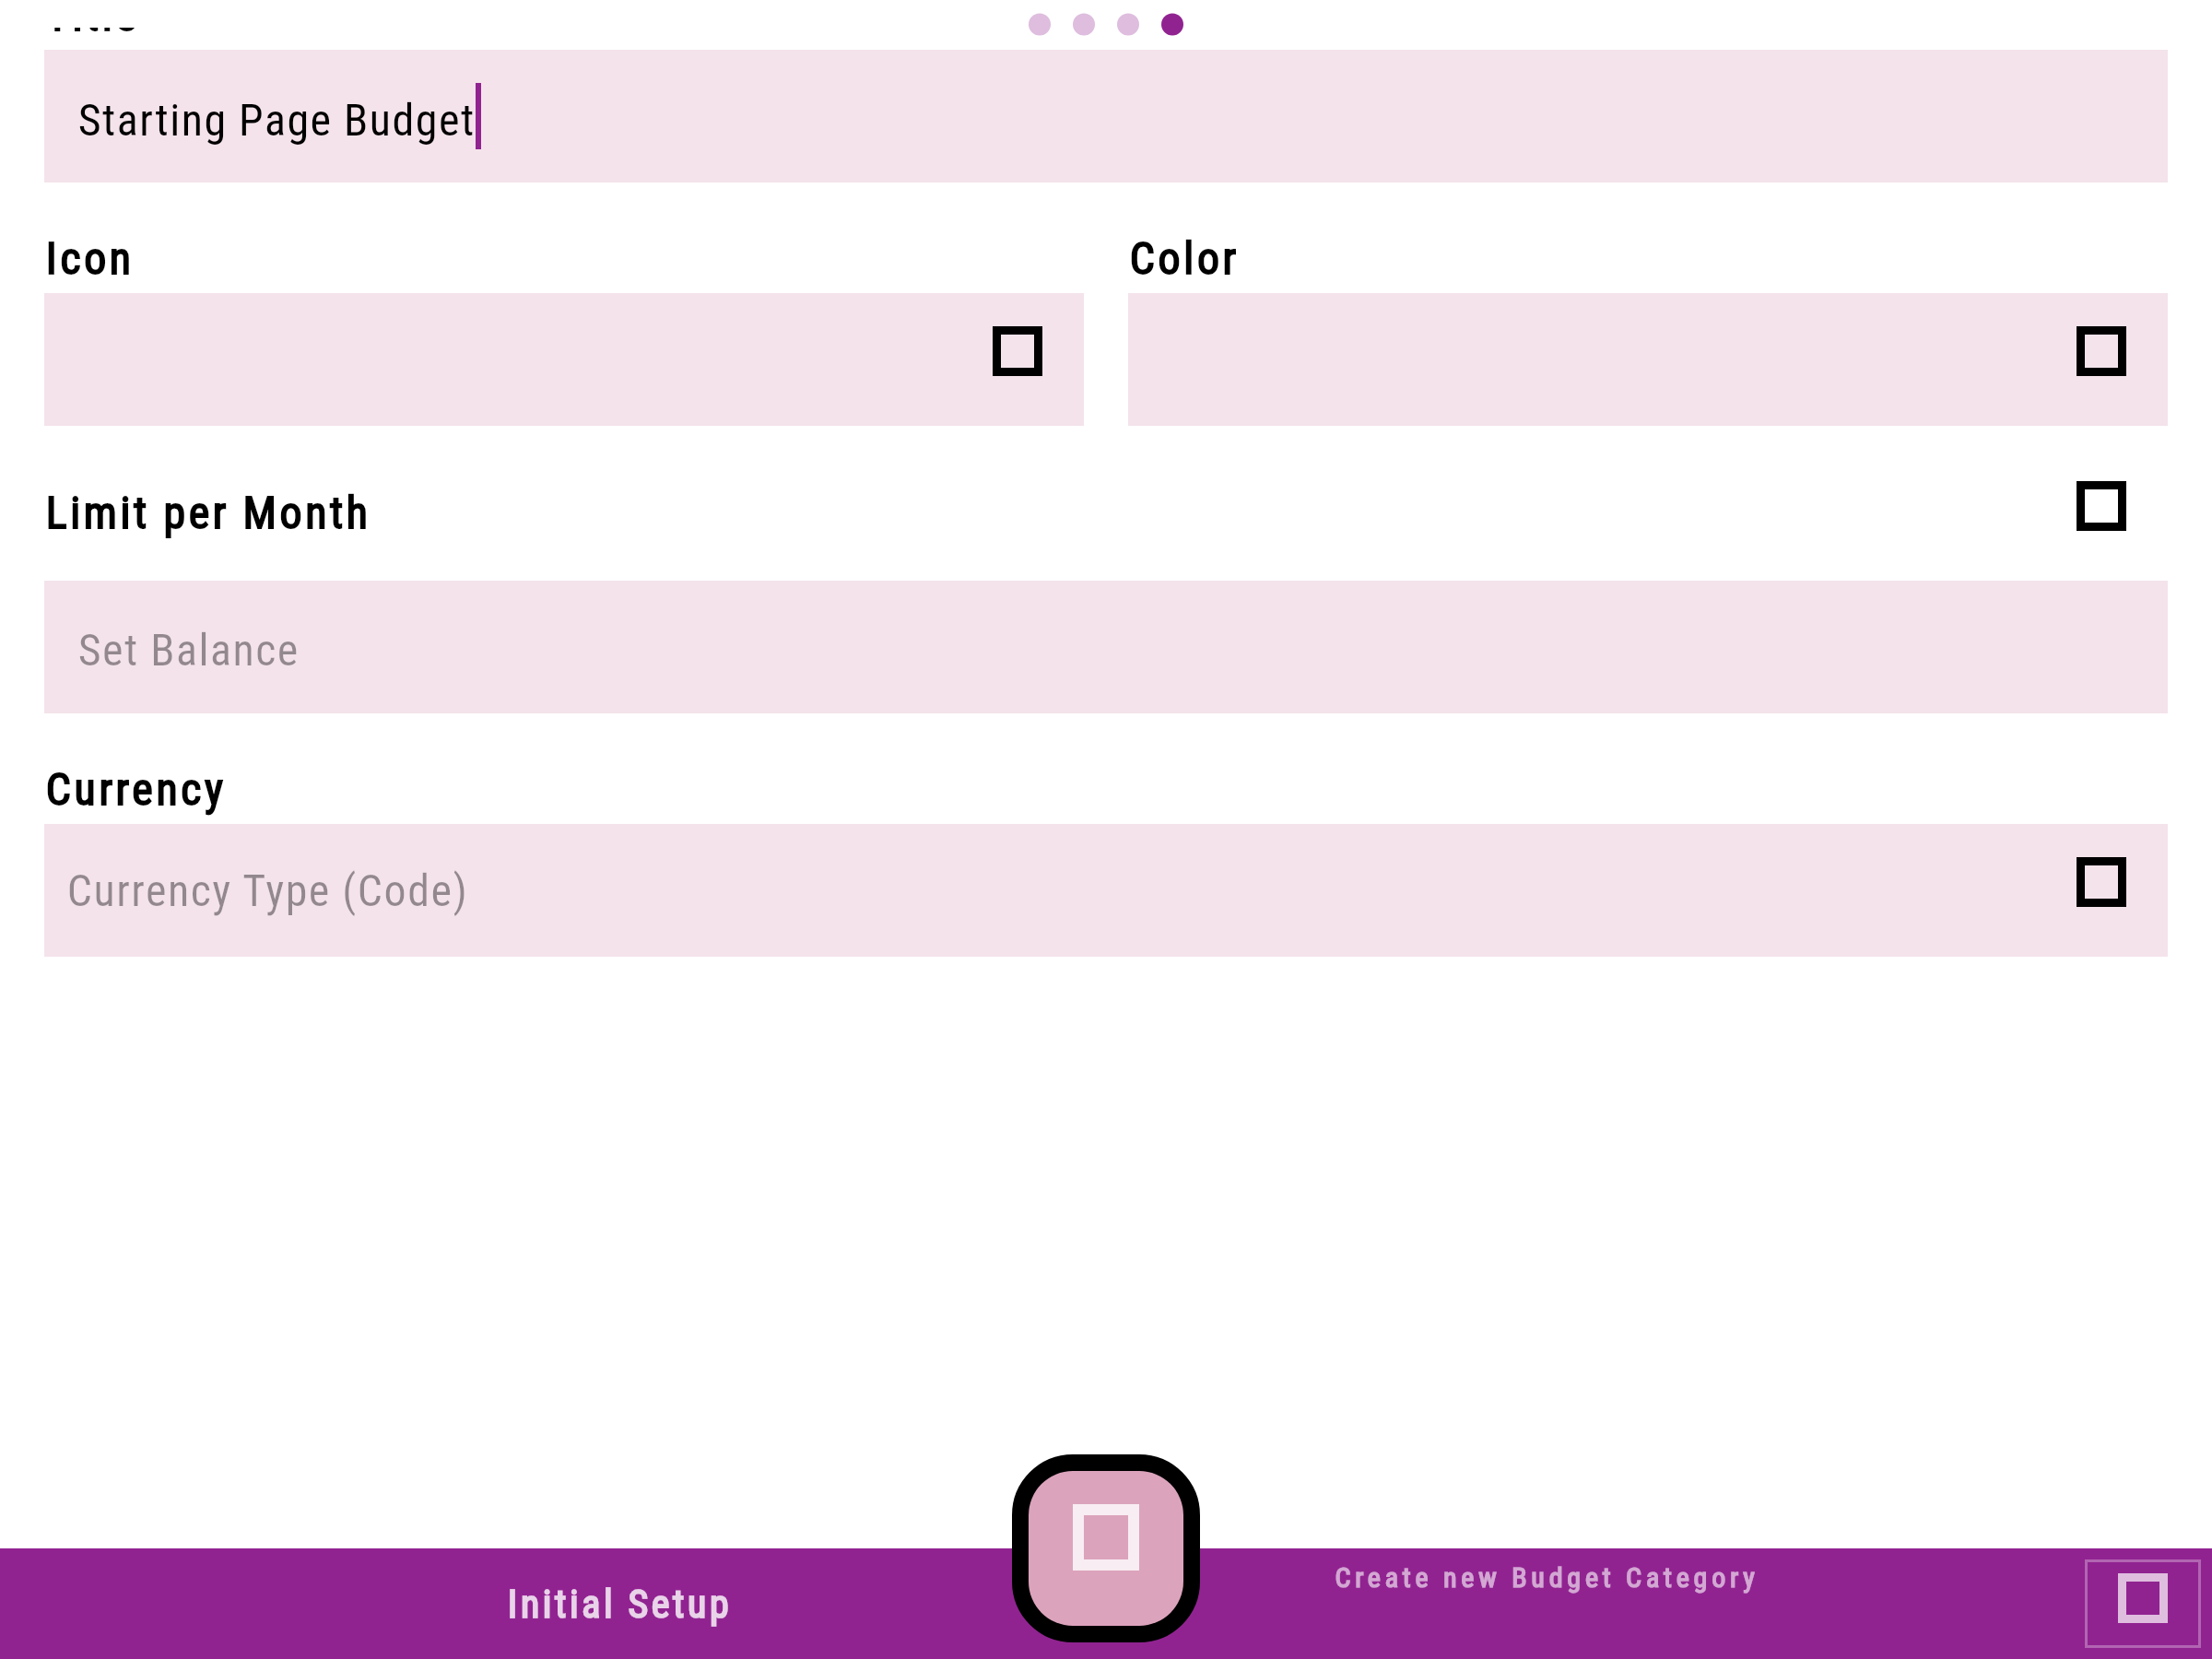 Starting Page Budget
Icon
Color
Limit per Month
Set Balance
Currency
Currency Type (Code)
Initial Setup
Create new Budget Category